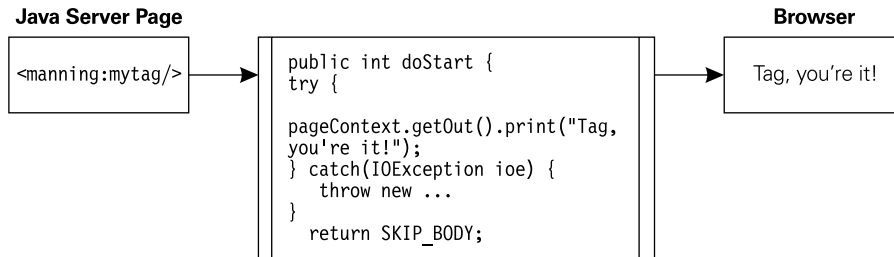 Java Server Page
<manning:mytag/>
public int doStart {
try {
pageContext.getOut().print("Tag,
you're it!");
} catch(IOException ioe) {
throw new ...
}
return SKIP_BODY;
Browser
Tag, you're it!